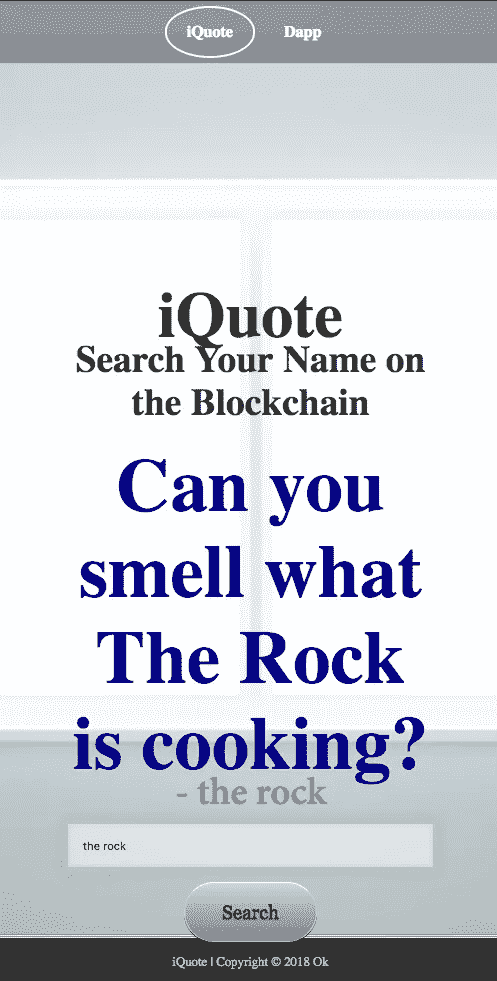 iQuote Dapp
iQuote
Search Your Name on
the Blockchain
Can you
smell what
The Rock
is cooking?
- the rock
the rock
Search
iQuote | Copyright © 2018 Ok